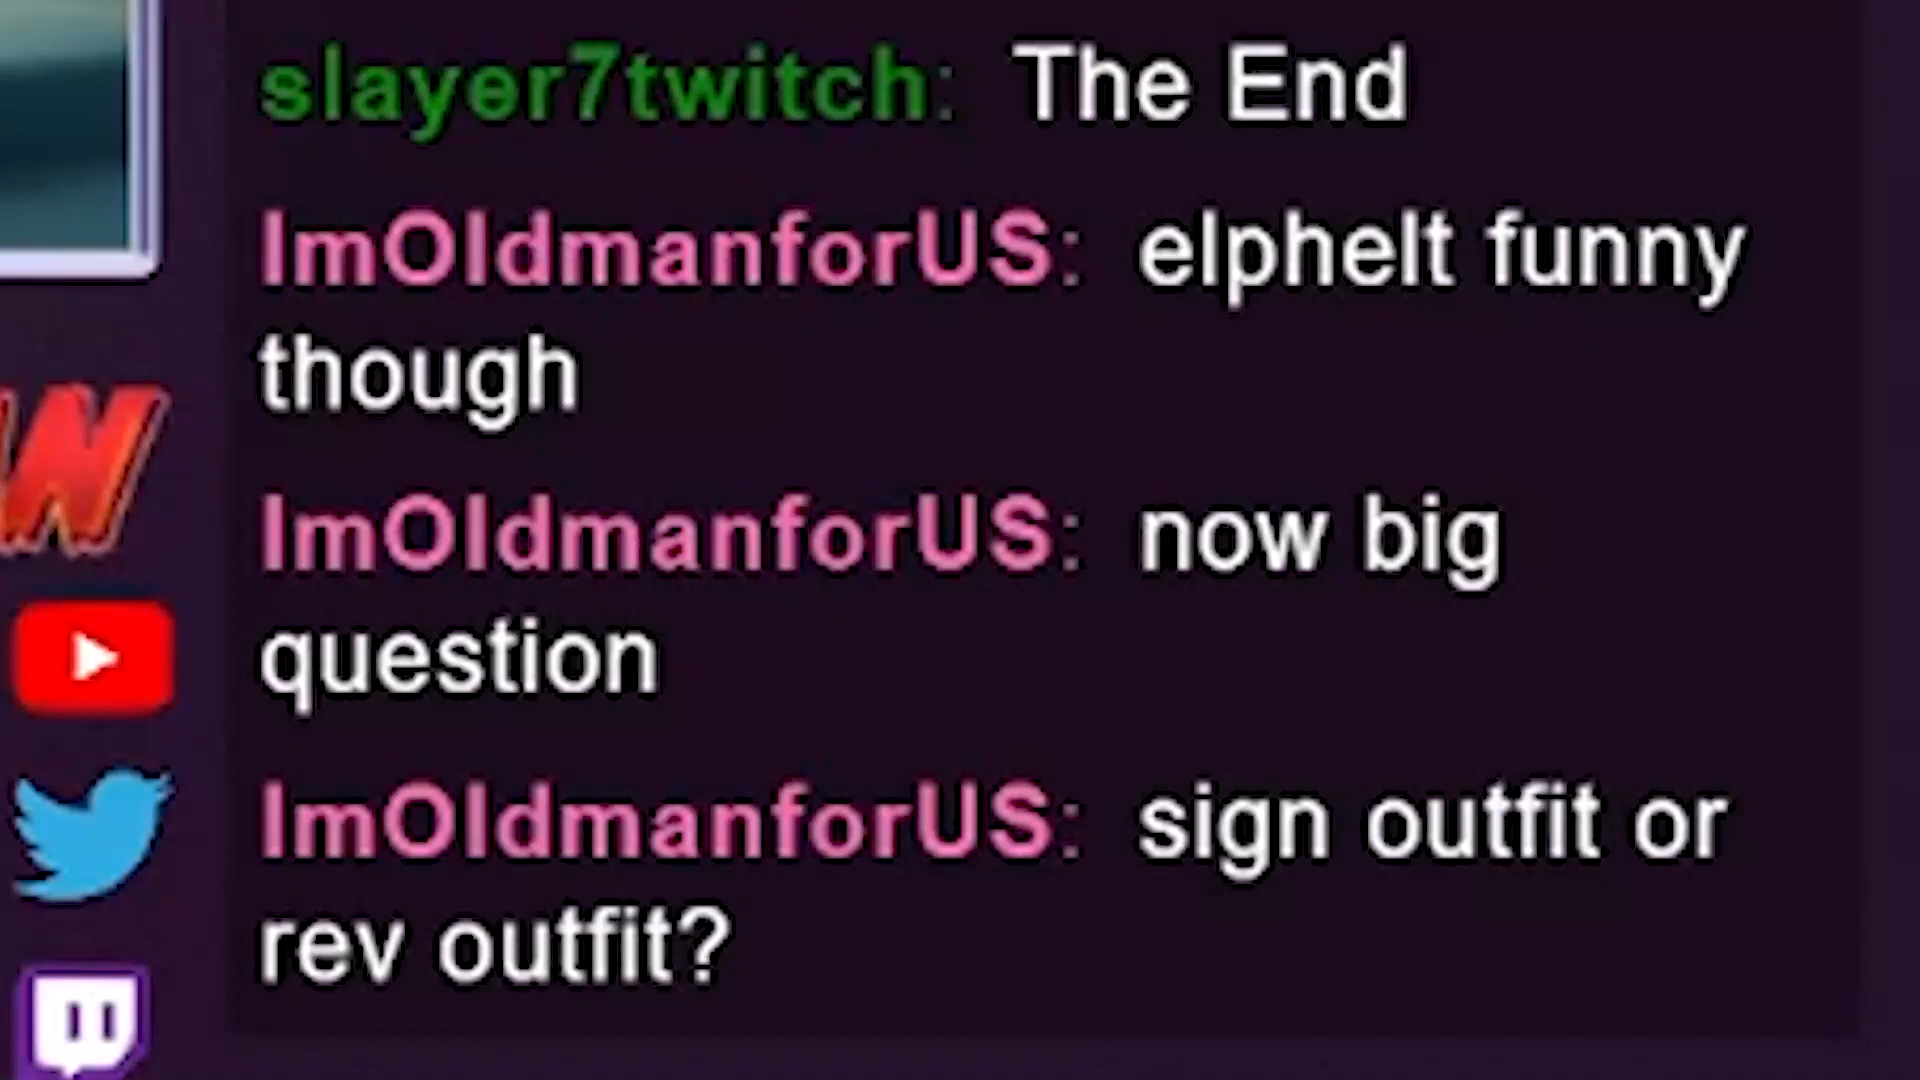 slayer7twitch: The End
ImOldmanforUS: elphelt funny
though
ImOldmanforUS: now big
question
ImOldmanforUS: sign outfit or
rev outfit?
W